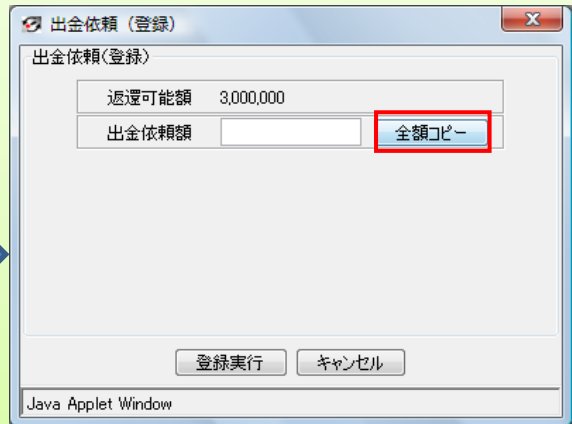 出金依頼（登録）
出金依頼(登録)
返還可能額 3,000,000
出金依頼額 全額コピー
登録実行 キャンセル
Java Applet Window